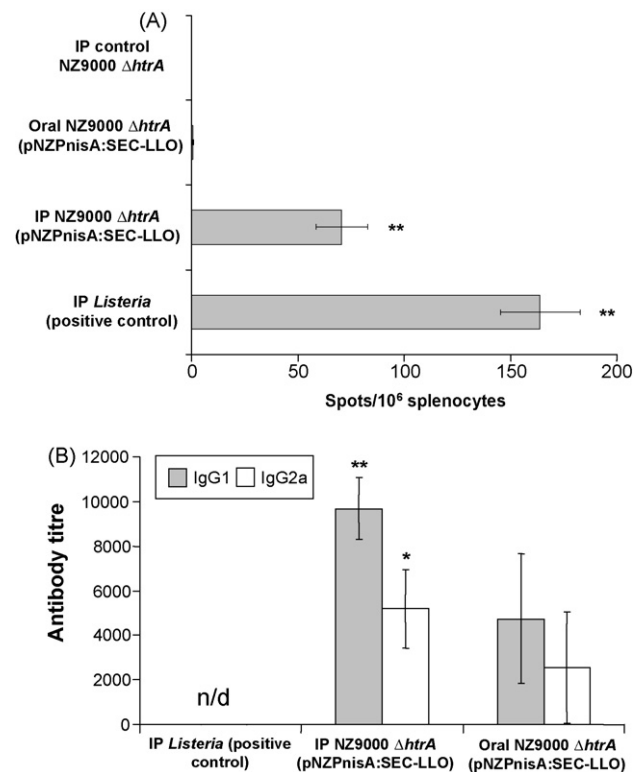 (A)
IP control
NZ9000 ΔhtrA
Oral NZ9000 ΔhtrA
(pNZPnisA:SEC-LLO)
IP NZ9000 ΔhtrA
(pNZPnisA:SEC-LLO)
**
IP Listeria
(positive control)
**
0 50 100 150 200
Spots/10⁶ splenocytes
(B)
Antibody titre
12000
10000
8000
6000
4000
2000
0
IgG1 IgG2a
**
*
n/d
IP Listeria (positive
control)
IP NZ9000 ΔhtrA
(pNZPnisA:SEC-LLO)
Oral NZ9000 ΔhtrA
(pNZPnisA:SEC-LLO)